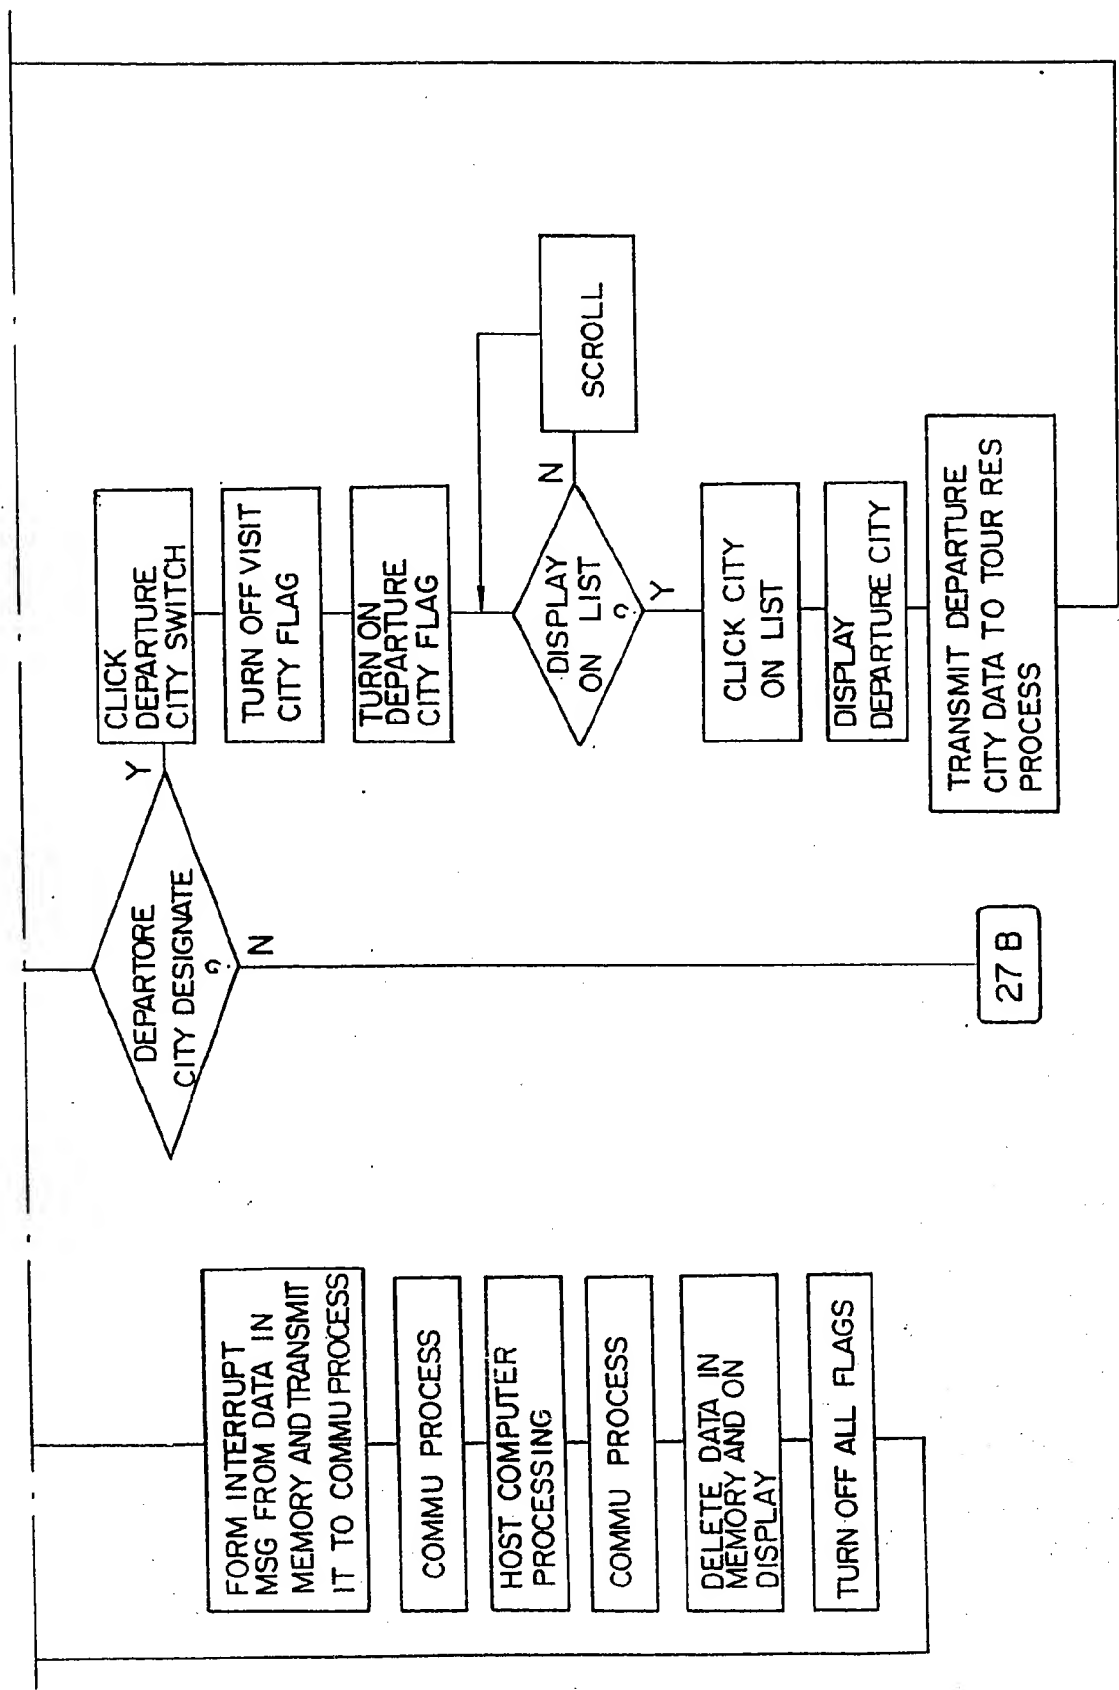 FORM INTERRUPT
MSG FROM DATA IN
MEMORY AND TRANSMIT
IT TO COMMU PROCESS
COMMU PROCESS
HOST COMPUTER
PROCESSING
COMMU PROCESS
DELETE DATA IN
MEMORY AND ON
DISPLAY
TURN OFF ALL FLAGS
DEPARTORE
CITY DESIGNATE
?
Y
N
27 B
CLICK
DEPARTURE
CITY SWITCH
TURN OFF VISIT
CITY FLAG
TURN ON
DEPARTURE
CITY FLAG
DISPLAY
ON LIST
?
N
Y
SCROLL
CLICK CITY
ON LIST
DISPLAY
DEPARTURE CITY
TRANSMIT DEPARTURE
CITY DATA TO TOUR RES
PROCESS